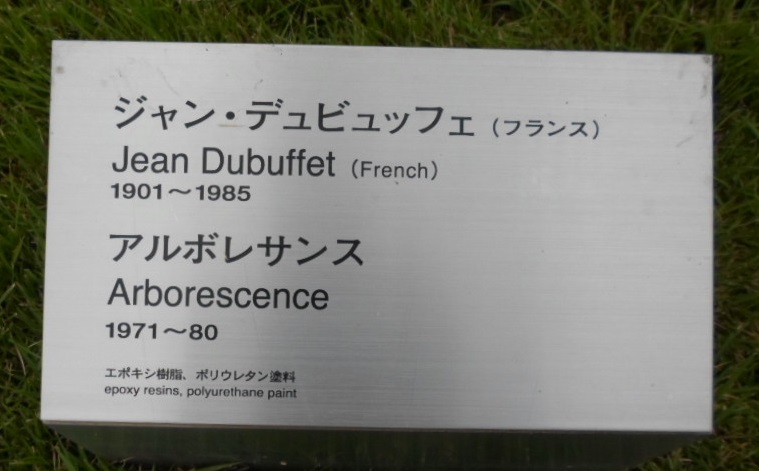 ジャン・デュビュッフェ（フランス）
Jean Dubuffet（French）
1901〜1985
アルボレサンス
Arborescence
1971〜80
エポキシ樹脂、ポリウレタン塗料
epoxy resins, polyurethane paint